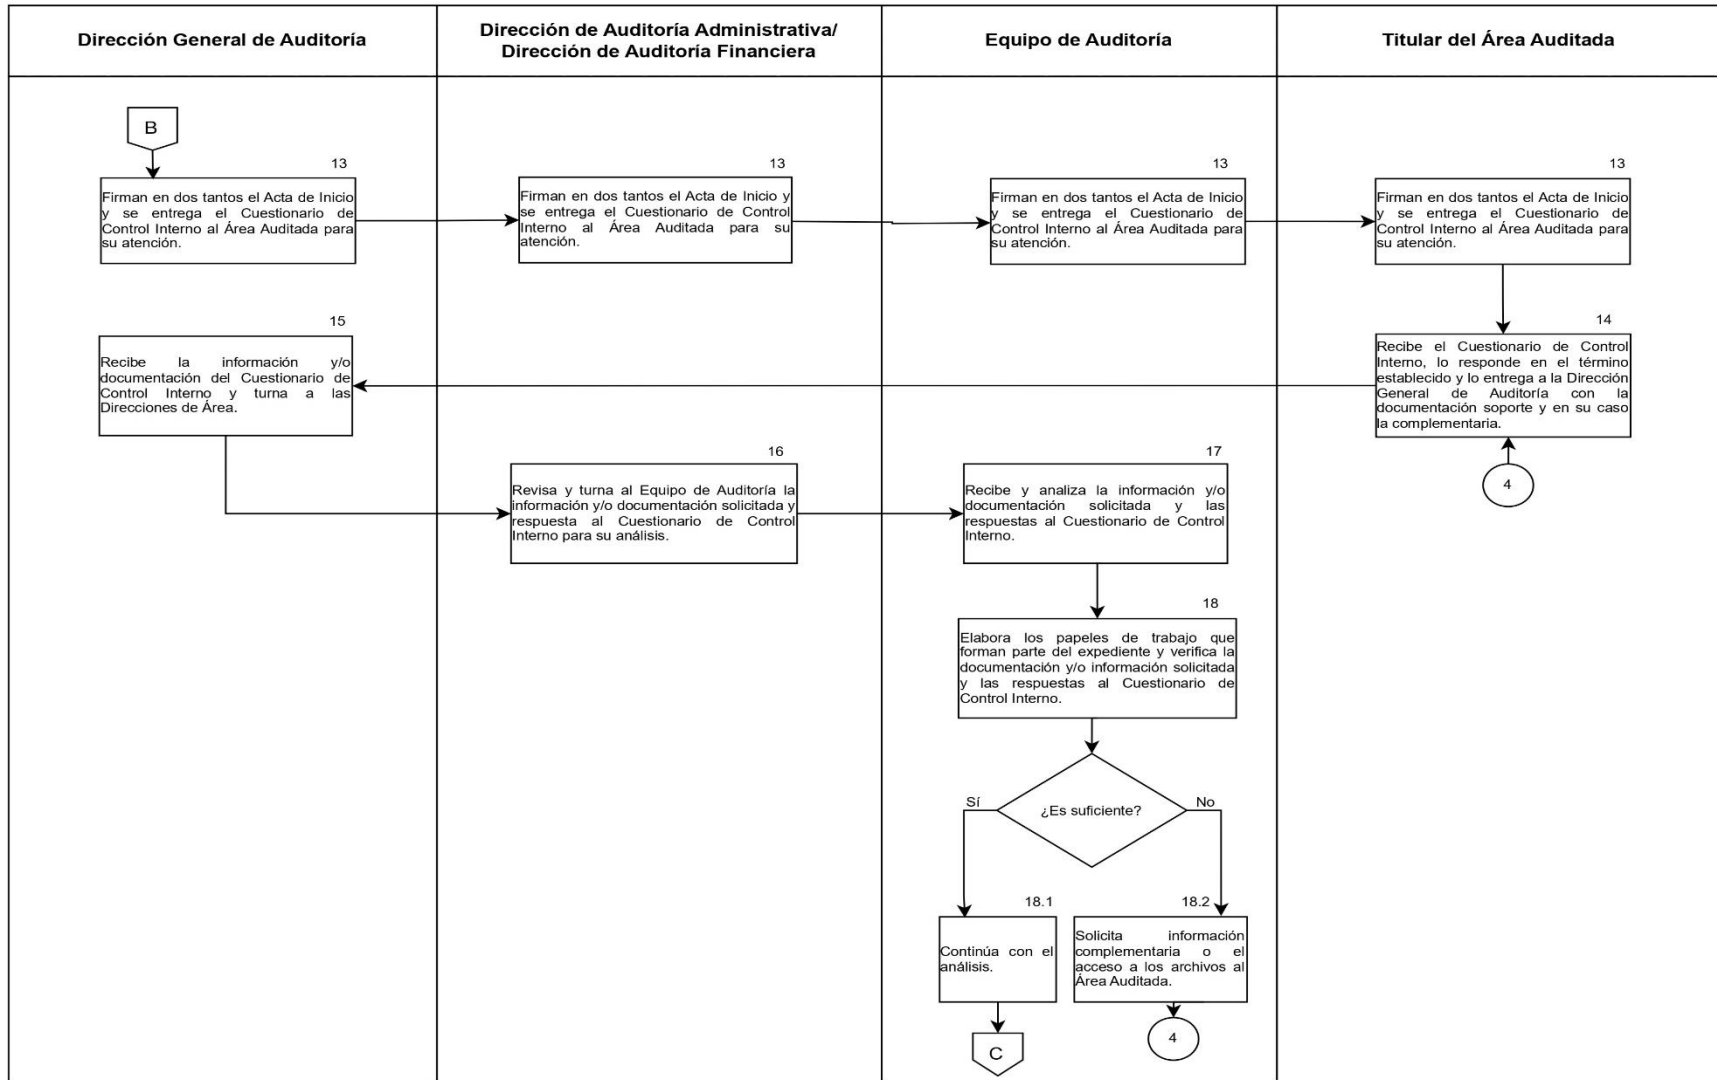 Dirección General de Auditoría
Dirección de Auditoría Administrativa/
Dirección de Auditoría Financiera
Equipo de Auditoría
Titular del Área Auditada
B
13
Firman en dos tantos el Acta de Inicio
y se entrega el Cuestionario de
Control Interno al Área Auditada para
su atención.
13
Firman en dos tantos el Acta de Inicio y
se entrega el Cuestionario de Control
Interno al Área Auditada para su
atención.
13
Firman en dos tantos el Acta de Inicio
y se entrega el Cuestionario de
Control Interno al Área Auditada para
su atención.
13
Firman en dos tantos el Acta de Inicio
y se entrega el Cuestionario de
Control Interno al Área Auditada para
su atención.
14
Recibe el Cuestionario de Control
Interno, lo responde en el término
establecido y lo entrega a la Dirección
General de Auditoría con la
documentación soporte y en su caso
la complementaria.
4
15
Recibe la información y/o
documentación del Cuestionario de
Control Interno y turna a las
Direcciones de Área.
16
Revisa y turna al Equipo de Auditoría la
información y/o documentación solicitada y
respuesta al Cuestionario de Control
Interno para su análisis.
17
Recibe y analiza la información y/o
documentación solicitada y las
respuestas al Cuestionario de Control
Interno.
18
Elabora los papeles de trabajo que
forman parte del expediente y verifica la
documentación y/o información solicitada
y las respuestas al Cuestionario de
Control Interno.
¿Es suficiente?
Sí
No
18.1
Continúa con el
análisis.
C
18.2
Solicita información
complementaria o el
acceso a los archivos al
Área Auditada.
4